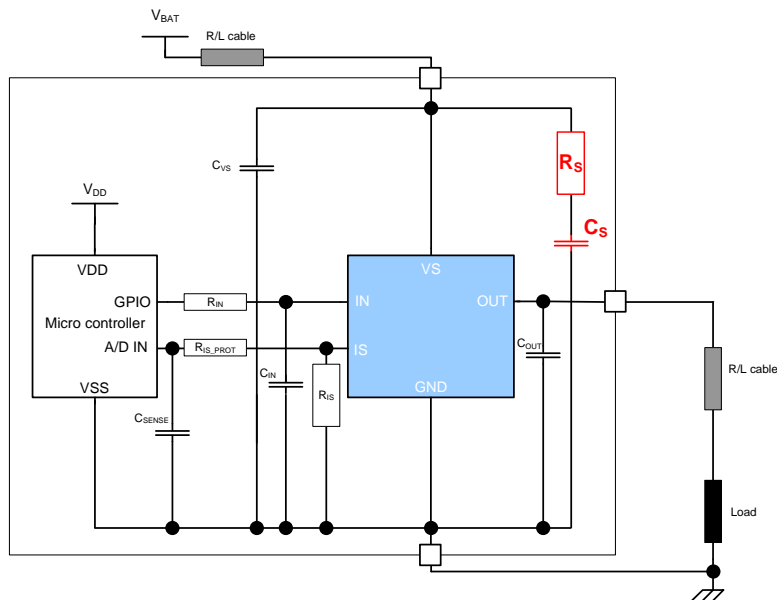 VBAT
R/L cable
CVS
RS
CS
VDD
VDD
GPIO
Micro controller
A/D IN
VSS
RIN
RIS_PROT
CSENSE
CIN
RIS
VS
IN
OUT
IS
GND
COUT
R/L cable
Load